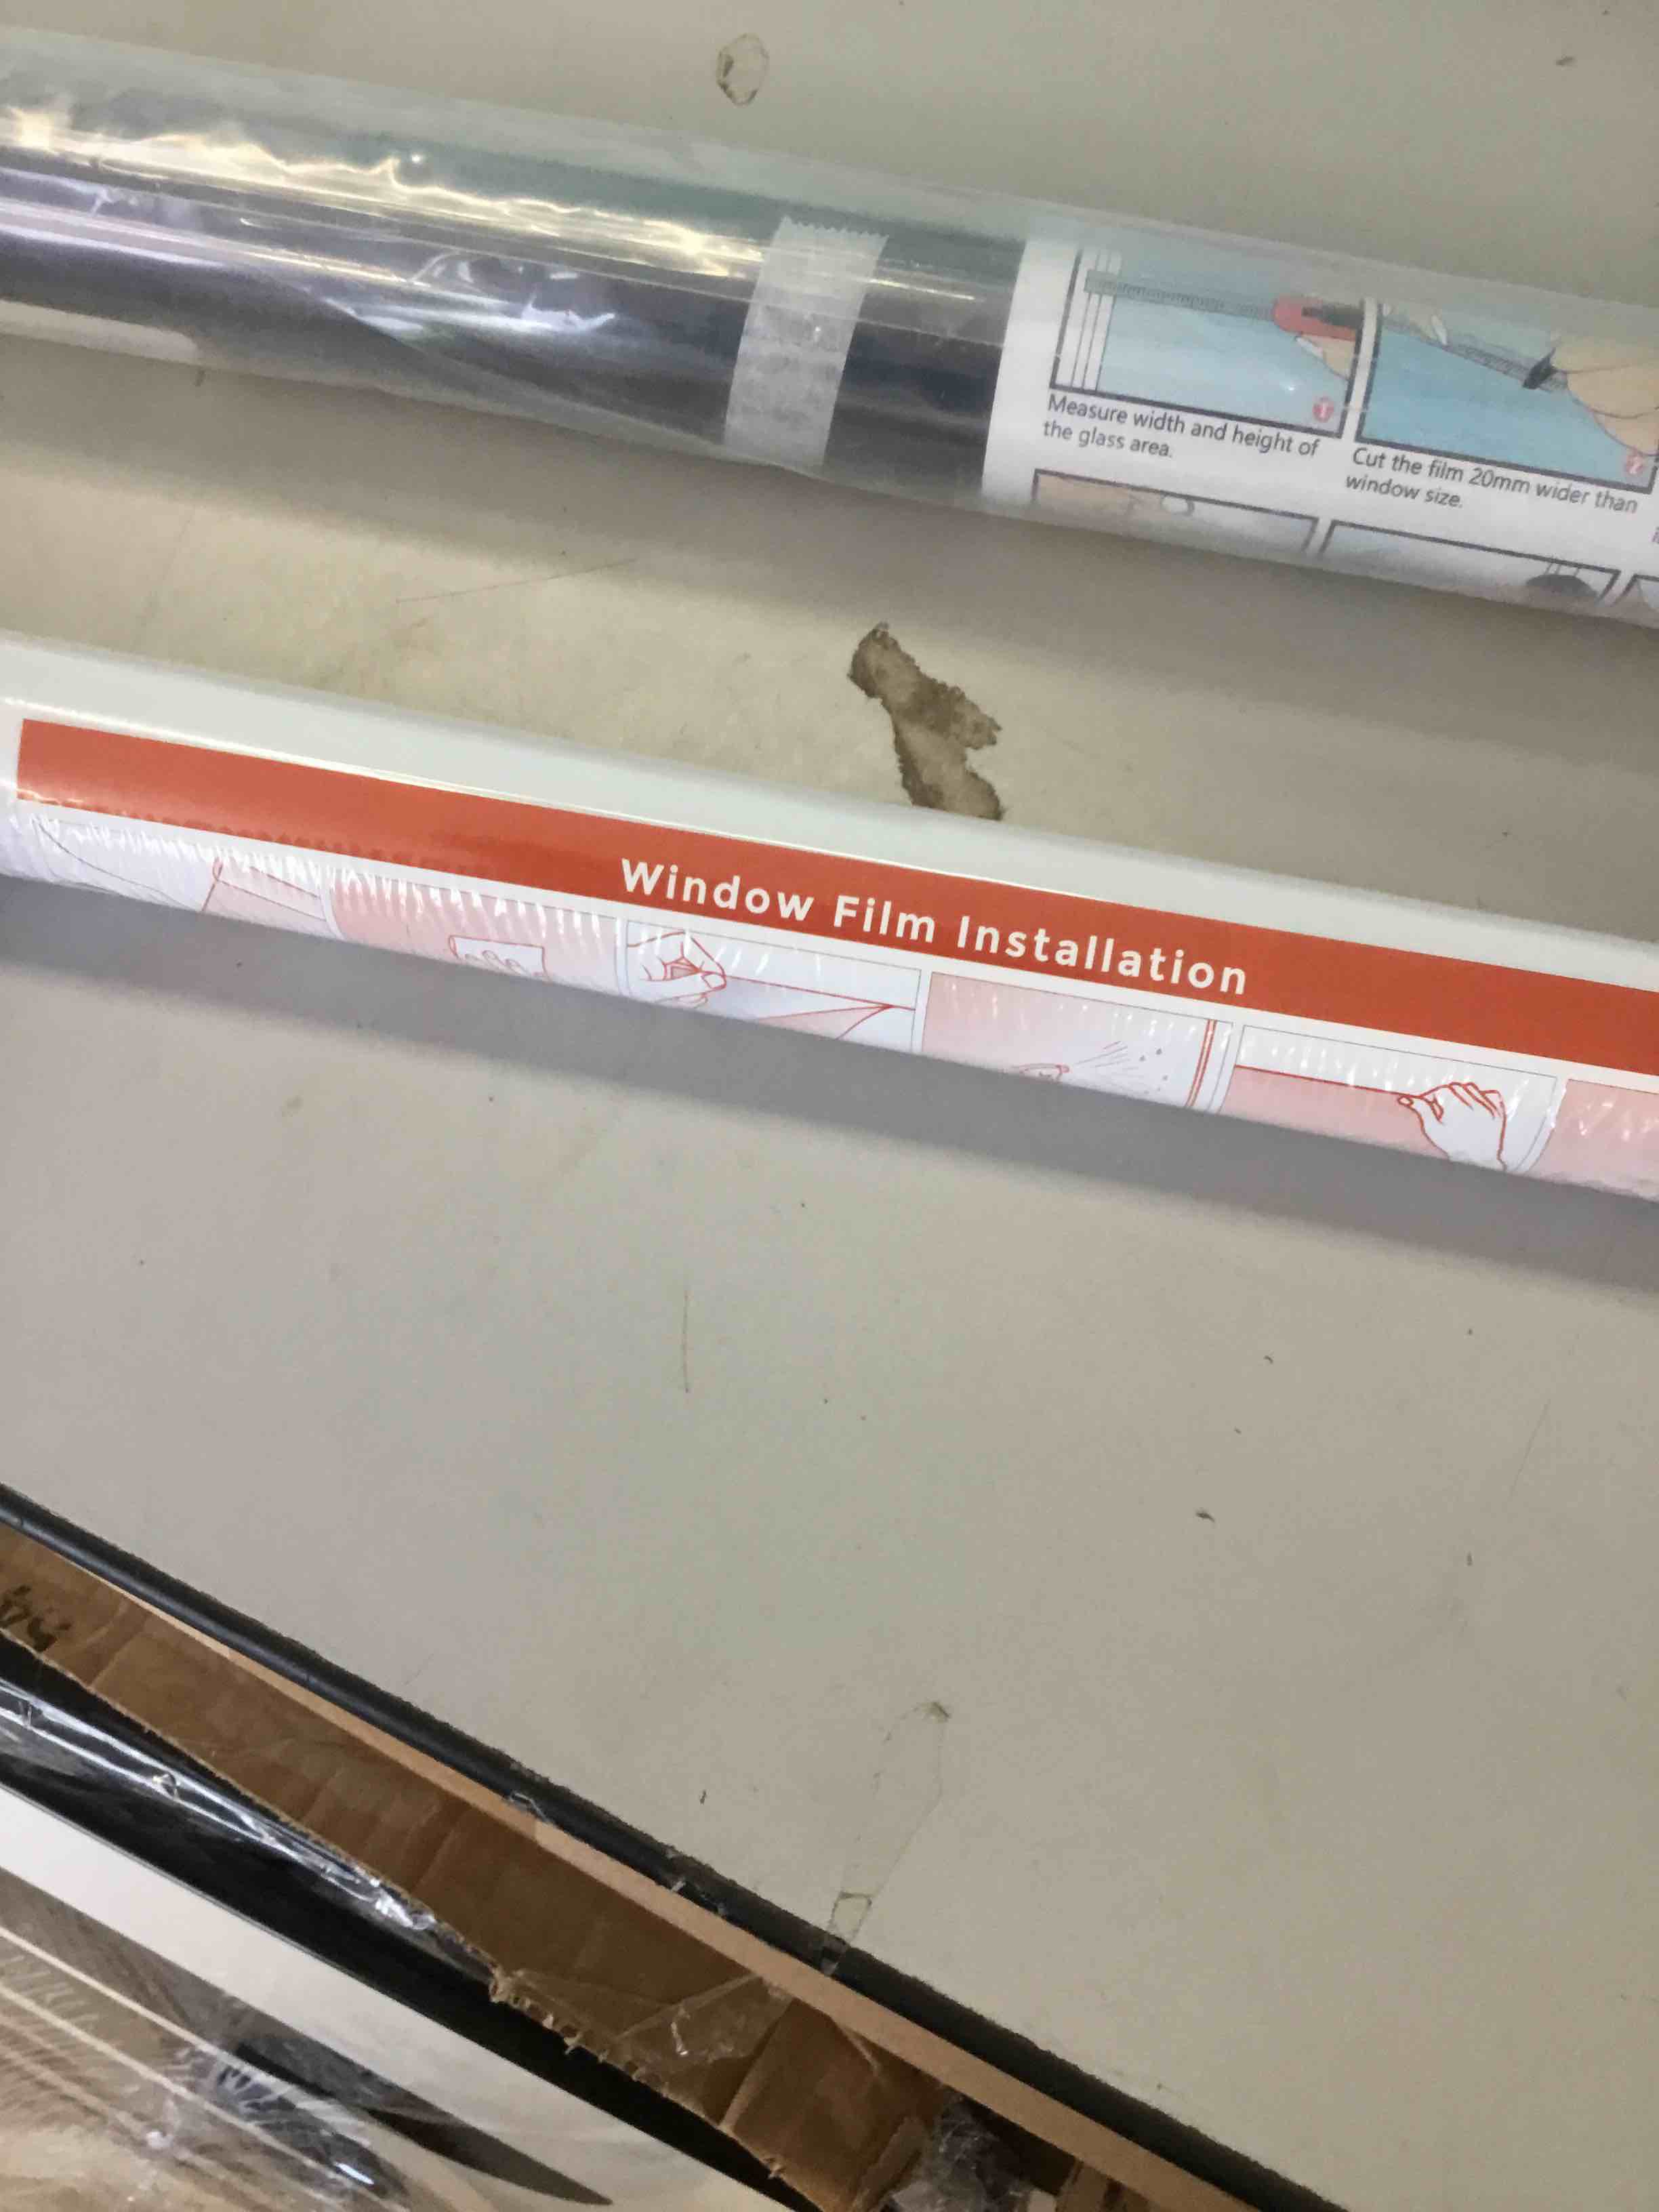 Measure width and height of
the glass area.
Cut the film 20mm wider than
window size.
Window Film Installation